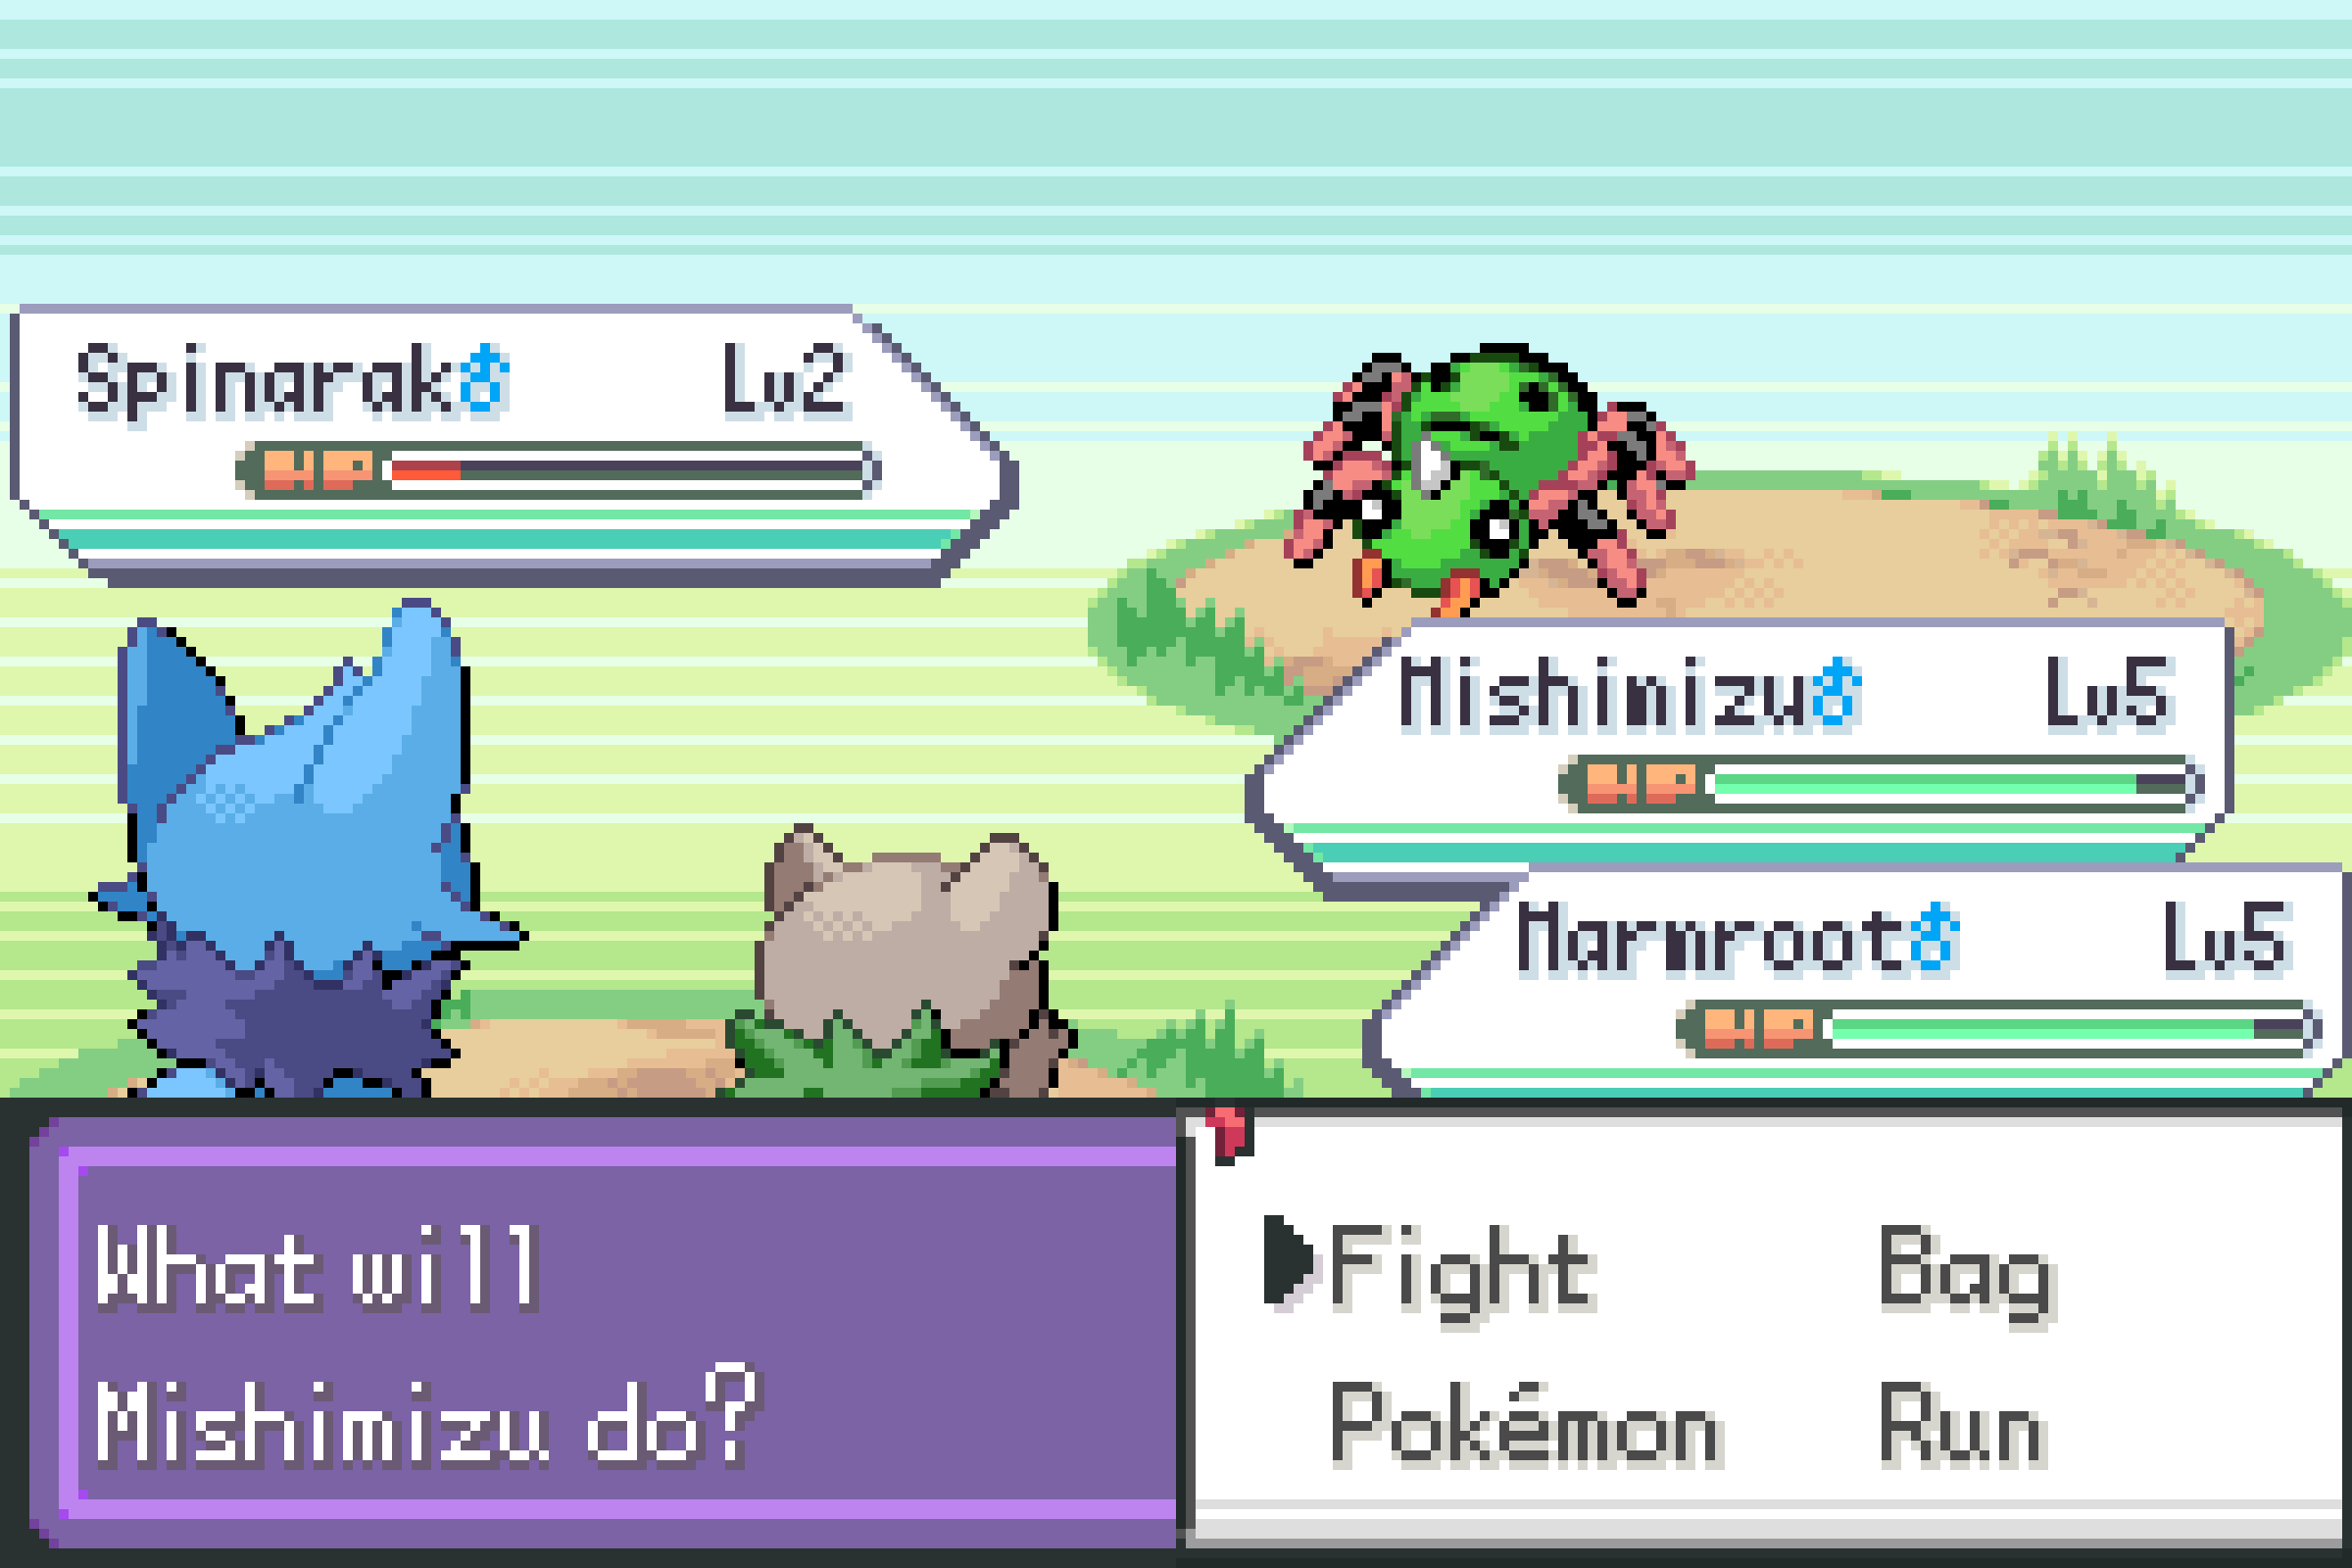 Spinarak♂ Lv2
HP
Mishimizu♂ Lv5
HP
Marmroot♂ Lv5
HP
What will
Mishimizu do?
Fight Bag
Pokémon Run